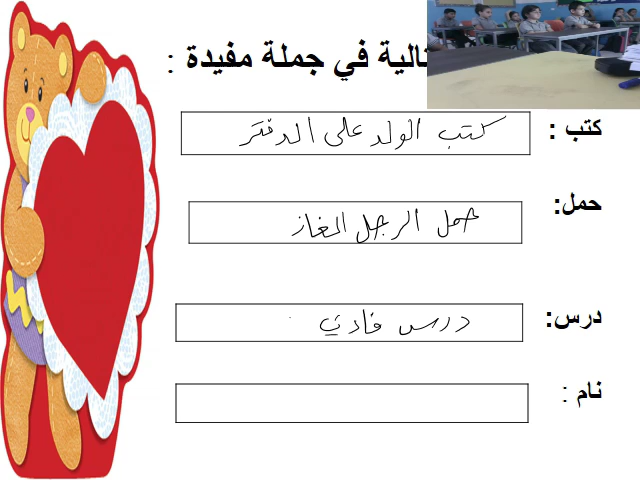 تالية في جملة مفيدة :
كتب : كتب الولد على الدفتر
حمل: حمل الرجل الغاز
درس: درس فادي
نام :